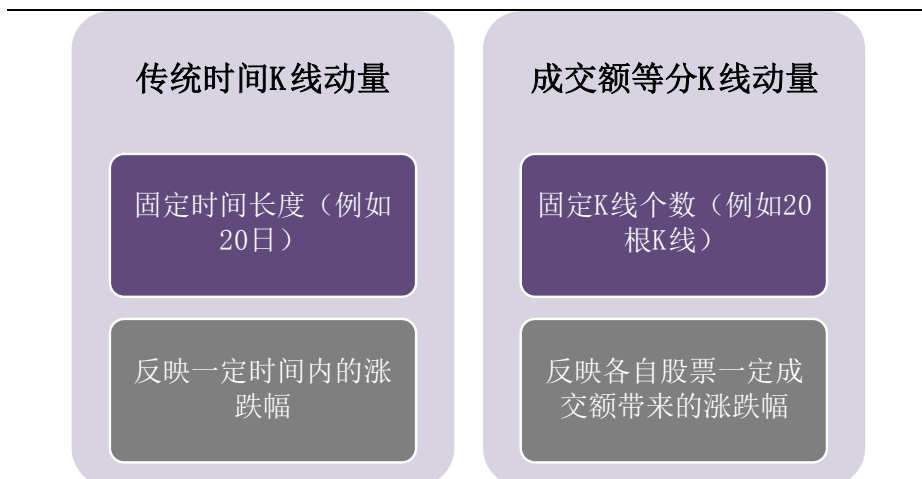 传统时间K线动量
固定时间长度（例如
20日）
反映一定时间内的涨
跌幅
成交额等分K线动量
固定K线个数（例如20
根K线）
反映各自股票一定成
交额带来的涨跌幅